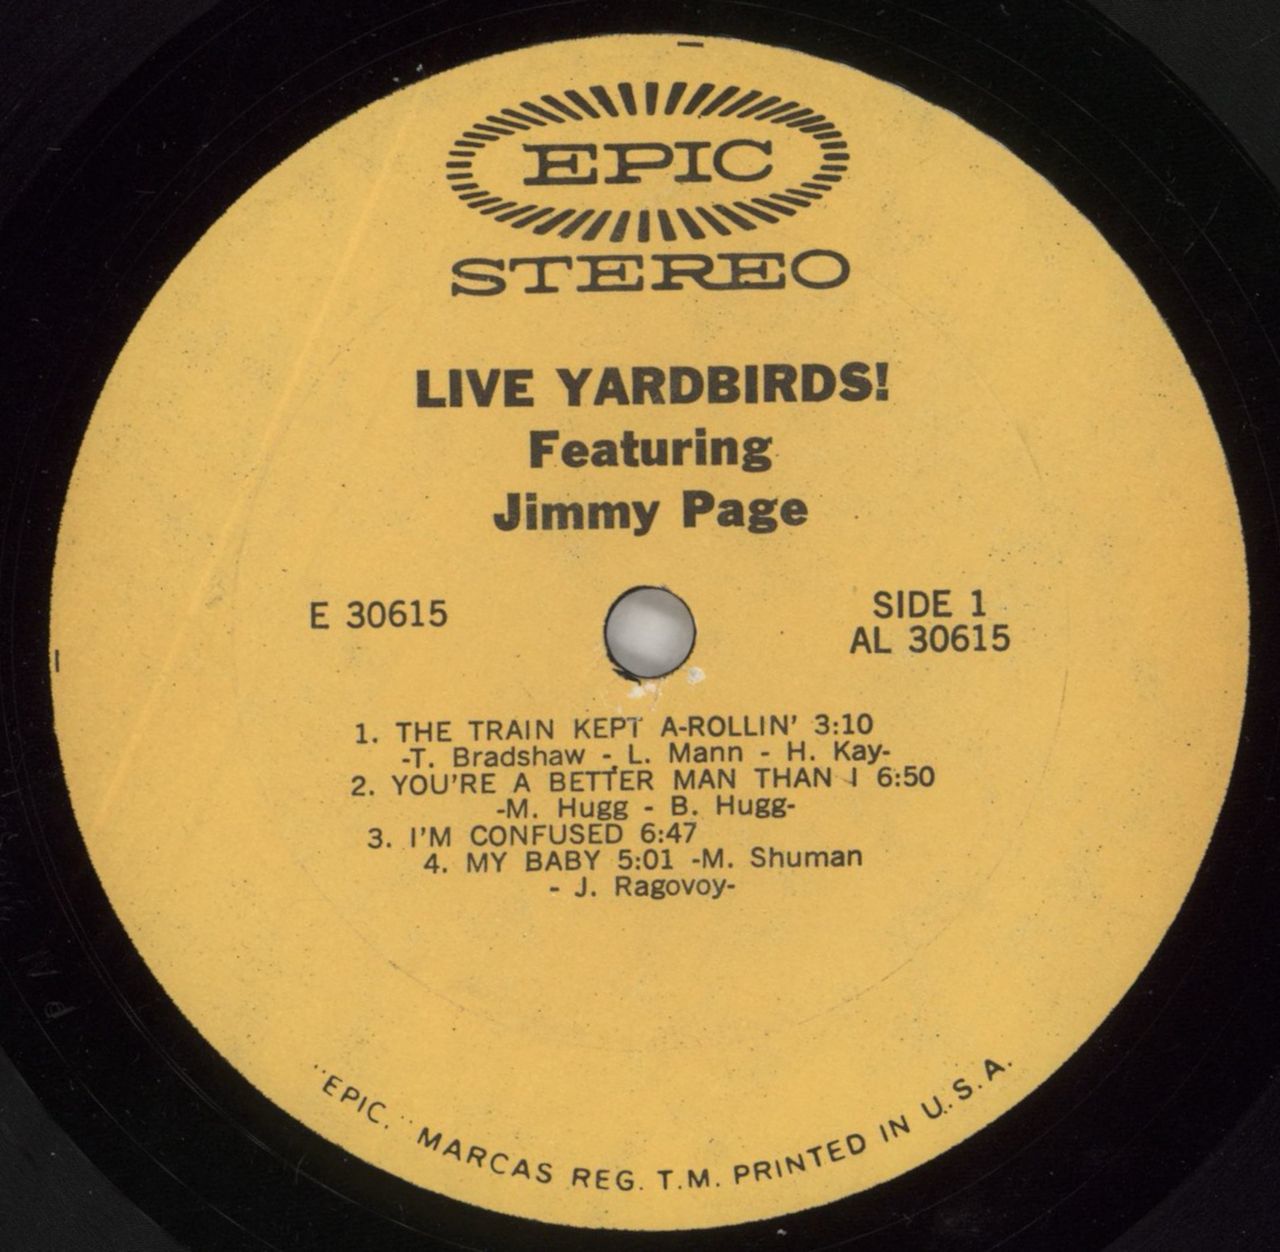 EPIC
STEREO
LIVE YARDBIRDS!
Featuring
Jimmy Page
E 30615
SIDE 1
AL 30615
1. THE TRAIN KEPT A-ROLLIN' 3:10
-T. Bradshaw - L. Mann - H. Kay-
2. YOU'RE A BETTER MAN THAN I 6:50
-M. Hugg - B. Hugg-
3. I'M CONFUSED 6:47
4. MY BABY 5:01 -M. Shuman
- J. Ragovoy-
"EPIC," MARCAS REG. T.M. PRINTED IN U.S.A.